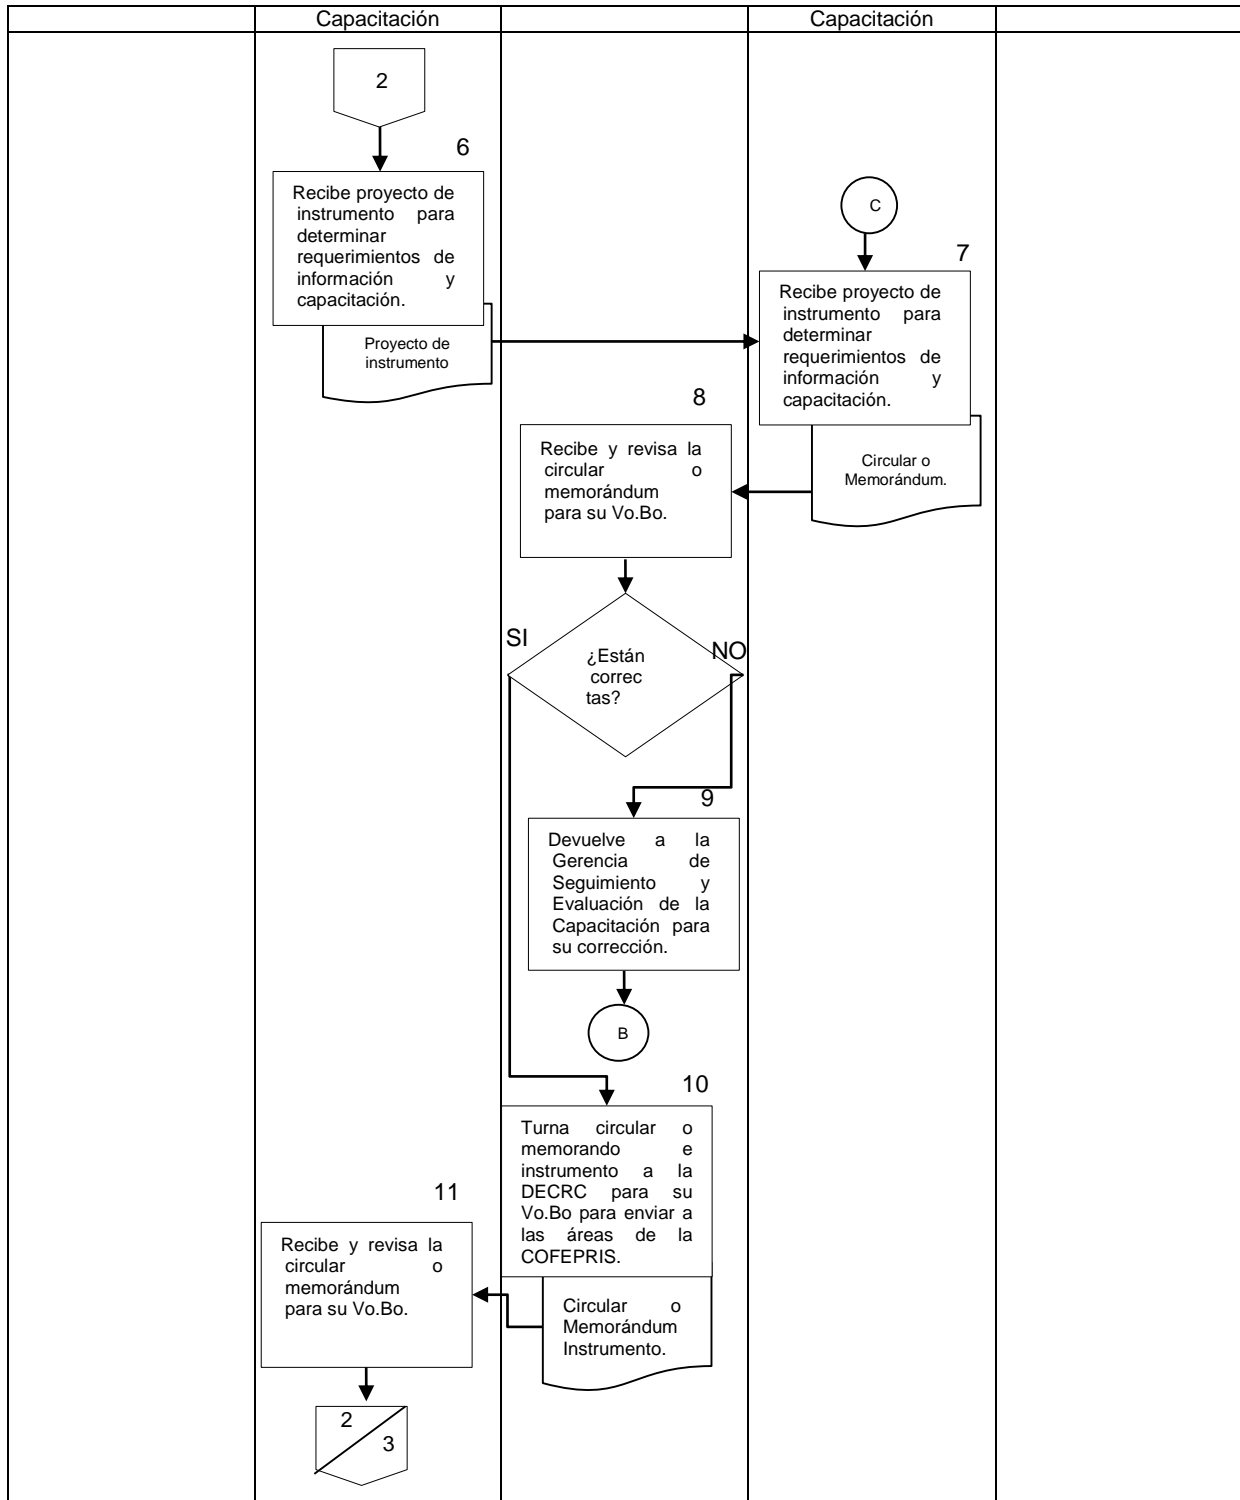 Capacitación
Capacitación
2
6
Recibe proyecto de
instrumento para
determinar
requerimientos de
información y
capacitación.
Proyecto de
instrumento
C
7
Recibe proyecto de
instrumento para
determinar
requerimientos de
información y
capacitación.
Circular o
Memorándum.
8
Recibe y revisa la
circular o
memorándum
para su Vo.Bo.
SI
¿Están
correc
tas?
NO
9
Devuelve a la
Gerencia de
Seguimiento y
Evaluación de la
Capacitación para
su corrección.
B
10
Turna circular o
memorando e
instrumento a la
DECRC para su
Vo.Bo para enviar a
las áreas de la
COFEPRIS.
Circular o
Memorándum
Instrumento.
11
Recibe y revisa la
circular o
memorándum
para su Vo.Bo.
2
3